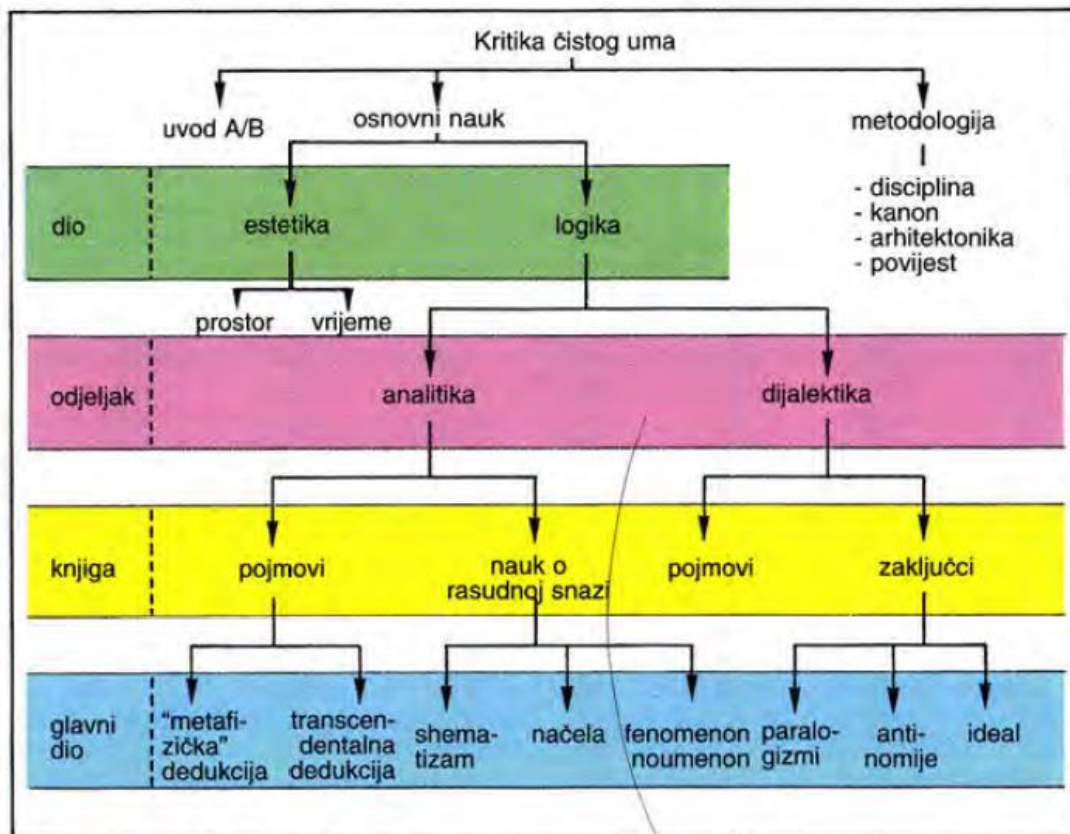 Kritika čistog uma
uvod A/B
osnovni nauk
metodologija
- disciplina
- kanon
- arhitektonika
- povijest
dio
estetika
logika
prostor
vrijeme
odjeljak
analitika
dijalektika
knjiga
pojmovi
nauk o
rasudnoj snazi
pojmovi
zaključci
glavni
dio
"metafi-
zička"
dedukcija
transcen-
dentalna
dedukcija
shema-
tizam
načela
fenomenon
noumenon
paralo-
gizmi
anti-
nomije
ideal